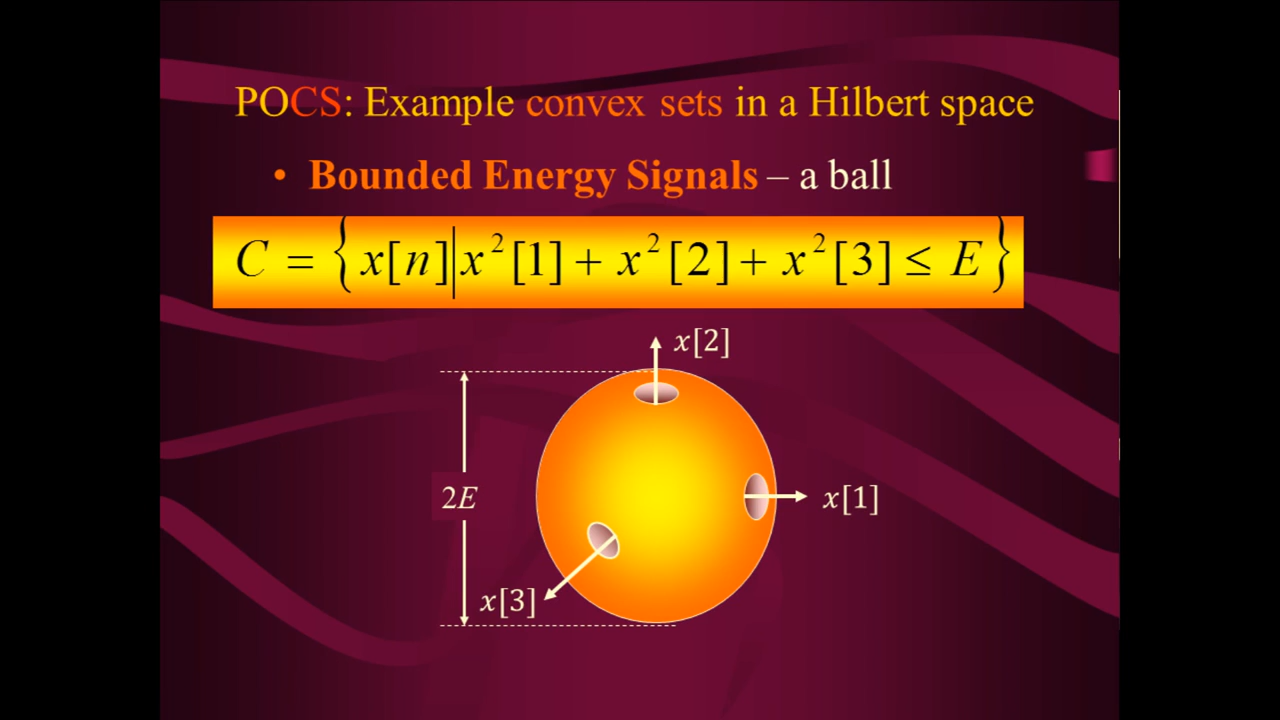 POCS: Example convex sets in a Hilbert space
• Bounded Energy Signals – a ball
C = { x[n] | x²[1] + x²[2] + x²[3] ≤ E }
x[2]
2E
x[1]
x[3]